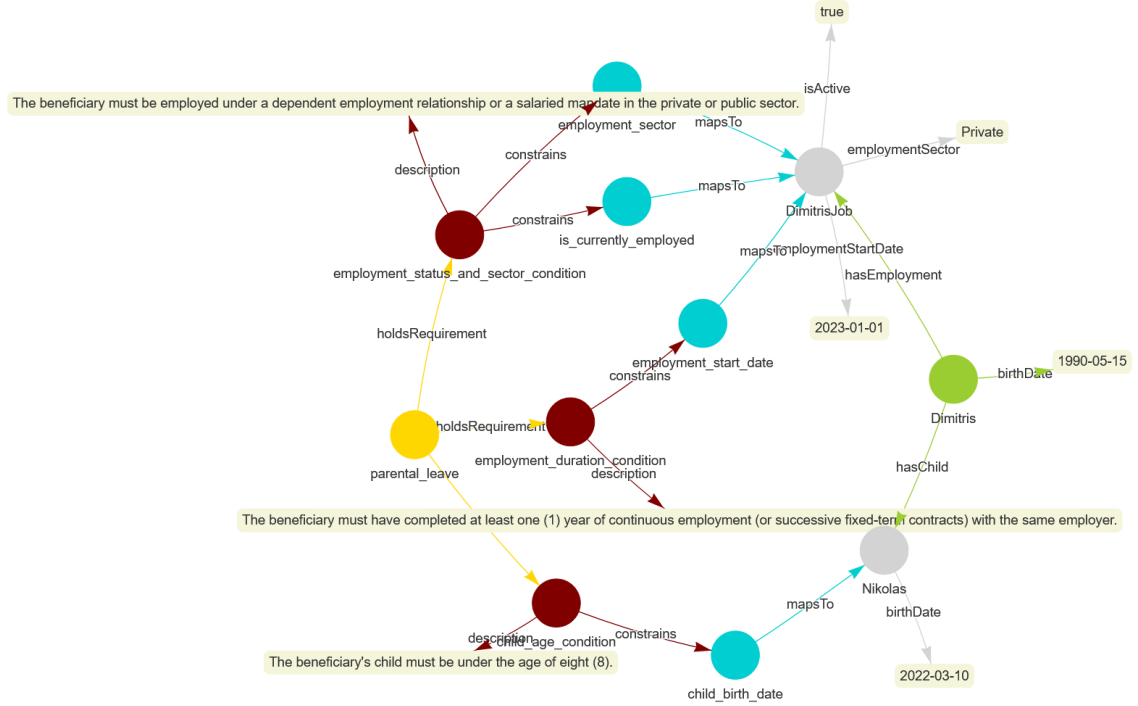 true
isActive
The beneficiary must be employed under a dependent employment relationship or a salaried mandate in the private or public sector.
employment_sector
mapsTo
Private
employmentSector
constrains
description
mapsTo
DimitrisJob
constrains
is_currently_employed
mapsTo
employmentStartDate
employment_status_and_sector_condition
hasEmployment
holdsRequirement
2023-01-01
employment_start_date
1990-05-15
constrains
birthDate
Dimitris
holdsRequirement
employment_duration_condition
parental_leave
description
hasChild
The beneficiary must have completed at least one (1) year of continuous employment (or successive fixed-term contracts) with the same employer.
Nikolas
mapsTo
birthDate
description
child_age_condition
constrains
The beneficiary's child must be under the age of eight (8).
2022-03-10
child_birth_date